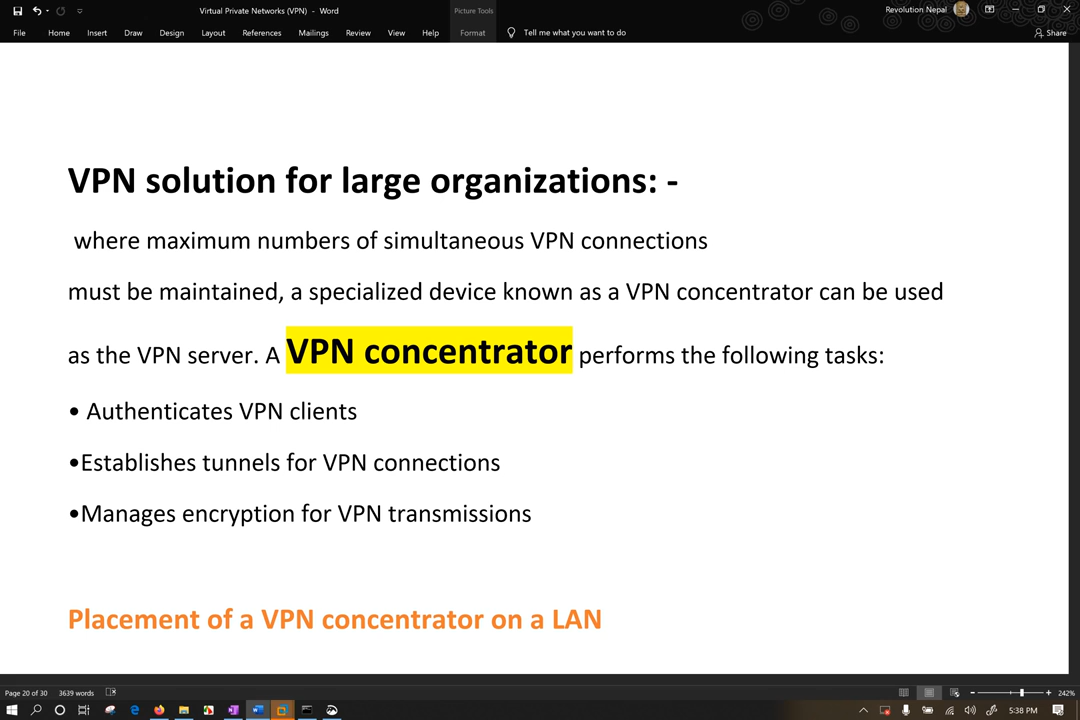 Virtual Private Networks (VPN) - Word
Picture Tools
Revolution Nepal
File Home Insert Draw Design Layout References Mailings Review View Help Format Tell me what you want to do Share
VPN solution for large organizations: -
where maximum numbers of simultaneous VPN connections
must be maintained, a specialized device known as a VPN concentrator can be used
as the VPN server. A VPN concentrator performs the following tasks:
• Authenticates VPN clients
•Establishes tunnels for VPN connections
•Manages encryption for VPN transmissions
Placement of a VPN concentrator on a LAN
Page 20 of 30 3639 words 242%
5:38 PM